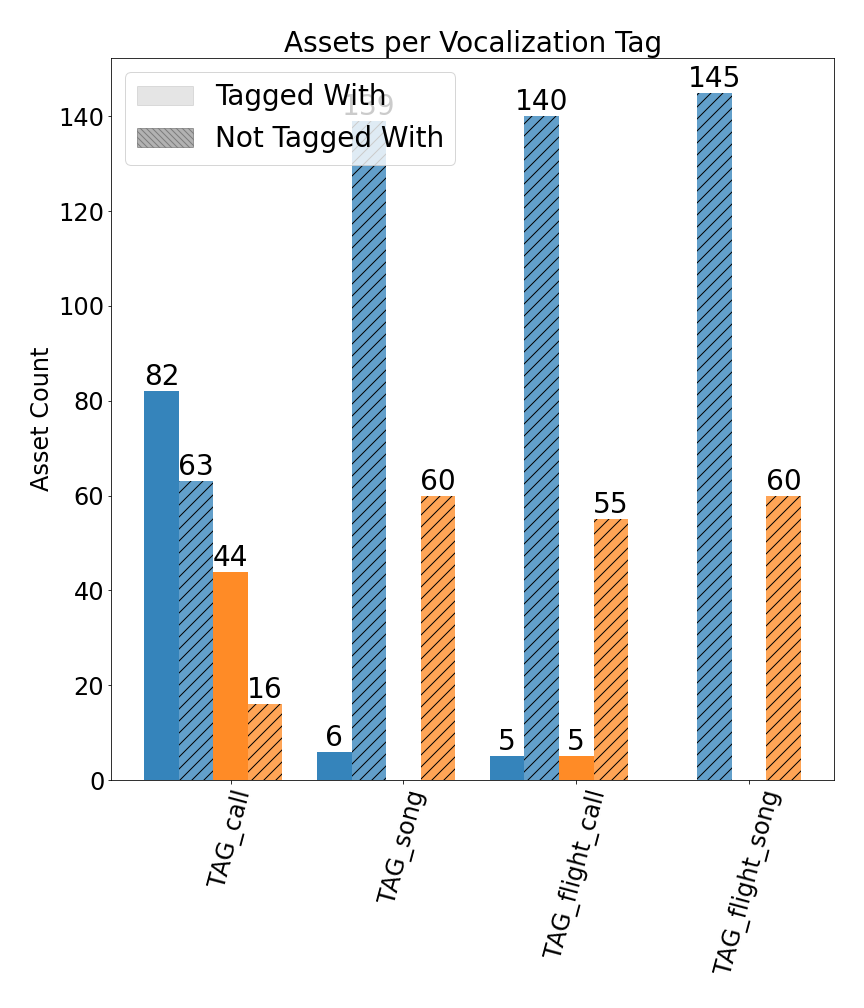 Assets per Vocalization Tag
Tagged With
Not Tagged With
139
140
145
82
63
44
16
6
60
5
5
55
60
140
120
100
80
60
40
20
0
Asset Count
TAG_call
TAG_song
TAG_flight_call
TAG_flight_song